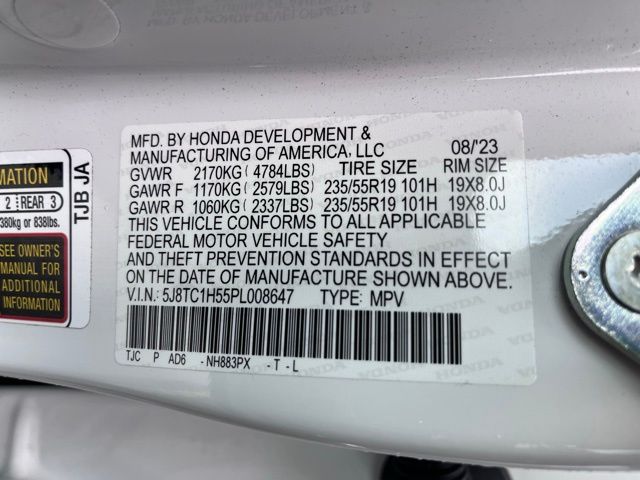 MFD. BY HONDA DEVELOPMENT &
MANUFACTURING OF AMERICA, LLC 08/23
GVWR 2170KG ( 4784LBS) TIRE SIZE RIM SIZE
GAWR F 1170KG ( 2579LBS) 235/55R19 101H 19X8.0J
GAWR R 1060KG ( 2337LBS) 235/55R19 101H 19X8.0J
THIS VEHICLE CONFORMS TO ALL APPLICABLE
FEDERAL MOTOR VEHICLE SAFETY
AND THEFT PREVENTION STANDARDS IN EFFECT
ON THE DATE OF MANUFACTURE SHOWN ABOVE.
V.I.N.: 5J8TC1H55PL008647 TYPE: MPV
TJC P AD6 - NH883PX - T - L
MATION
2 REAR 3
380kg or 838lbs.
SEE OWNER'S
MANUAL FOR
ADDITIONAL
INFORMATION
TJB JA